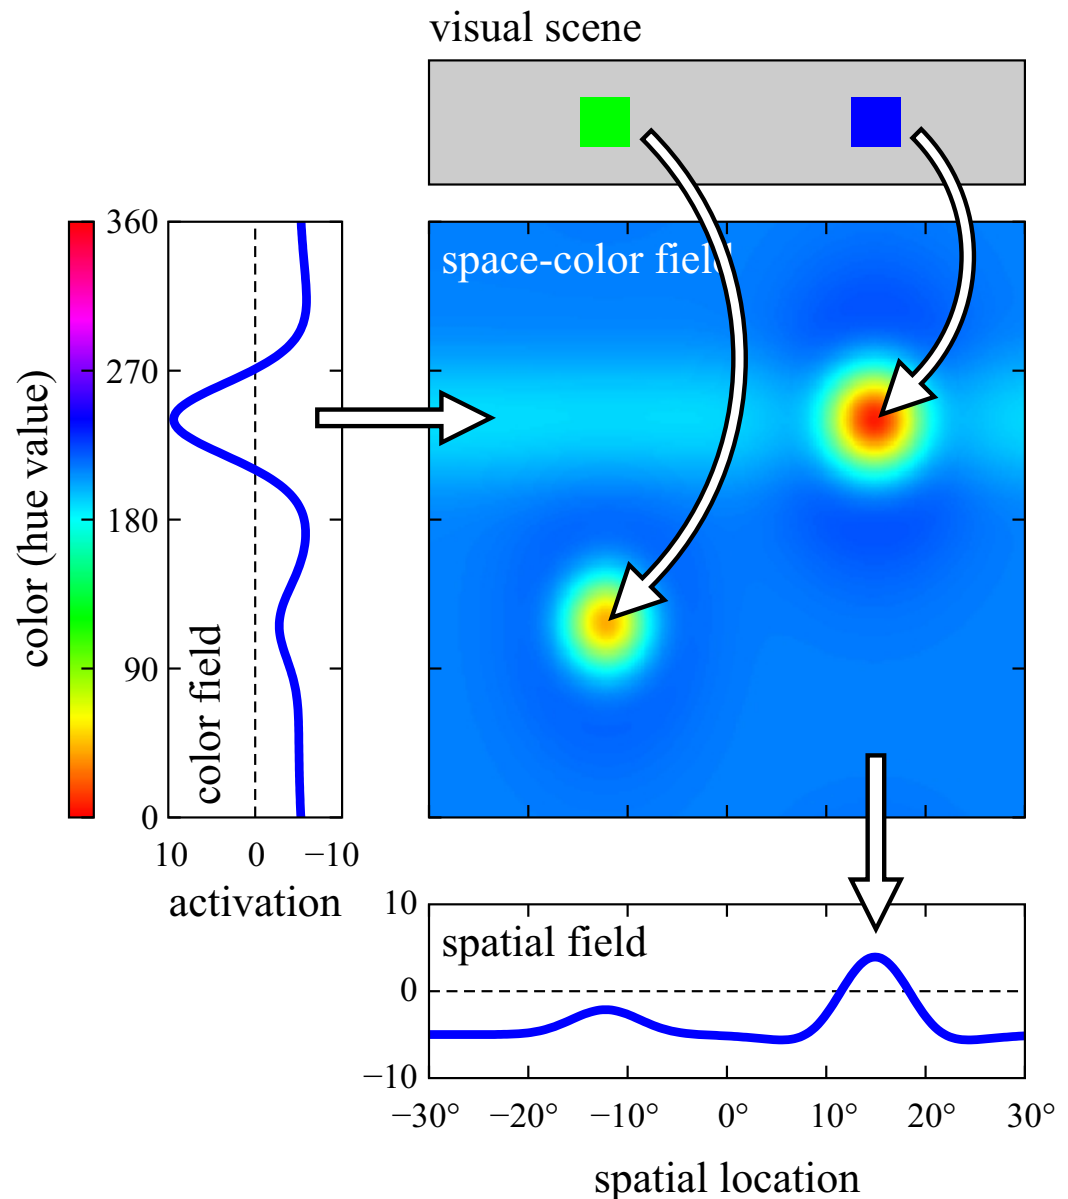 visual scene
space-color field
360
270
180
90
0
color (hue value)
color field
10 0 −10
activation
spatial field
10
0
−10
−30° −20° −10° 0° 10° 20° 30°
spatial location